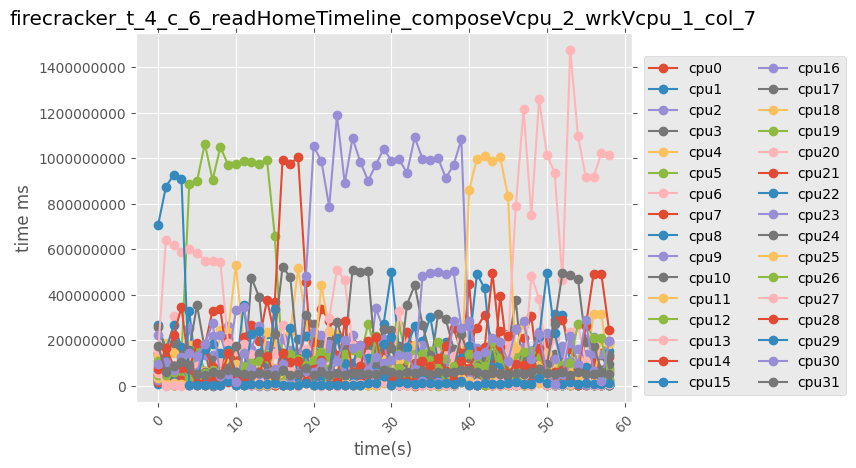 firecracker_t_4_c_6_readHomeTimeline_composeVcpu_2_wrkVcpu_1_col_7
time ms
1400000000
1200000000
1000000000
800000000
600000000
400000000
200000000
0
0
10
20
30
40
50
60
time(s)
cpu0
cpu1
cpu2
cpu3
cpu4
cpu5
cpu6
cpu7
cpu8
cpu9
cpu10
cpu11
cpu12
cpu13
cpu14
cpu15
cpu16
cpu17
cpu18
cpu19
cpu20
cpu21
cpu22
cpu23
cpu24
cpu25
cpu26
cpu27
cpu28
cpu29
cpu30
cpu31